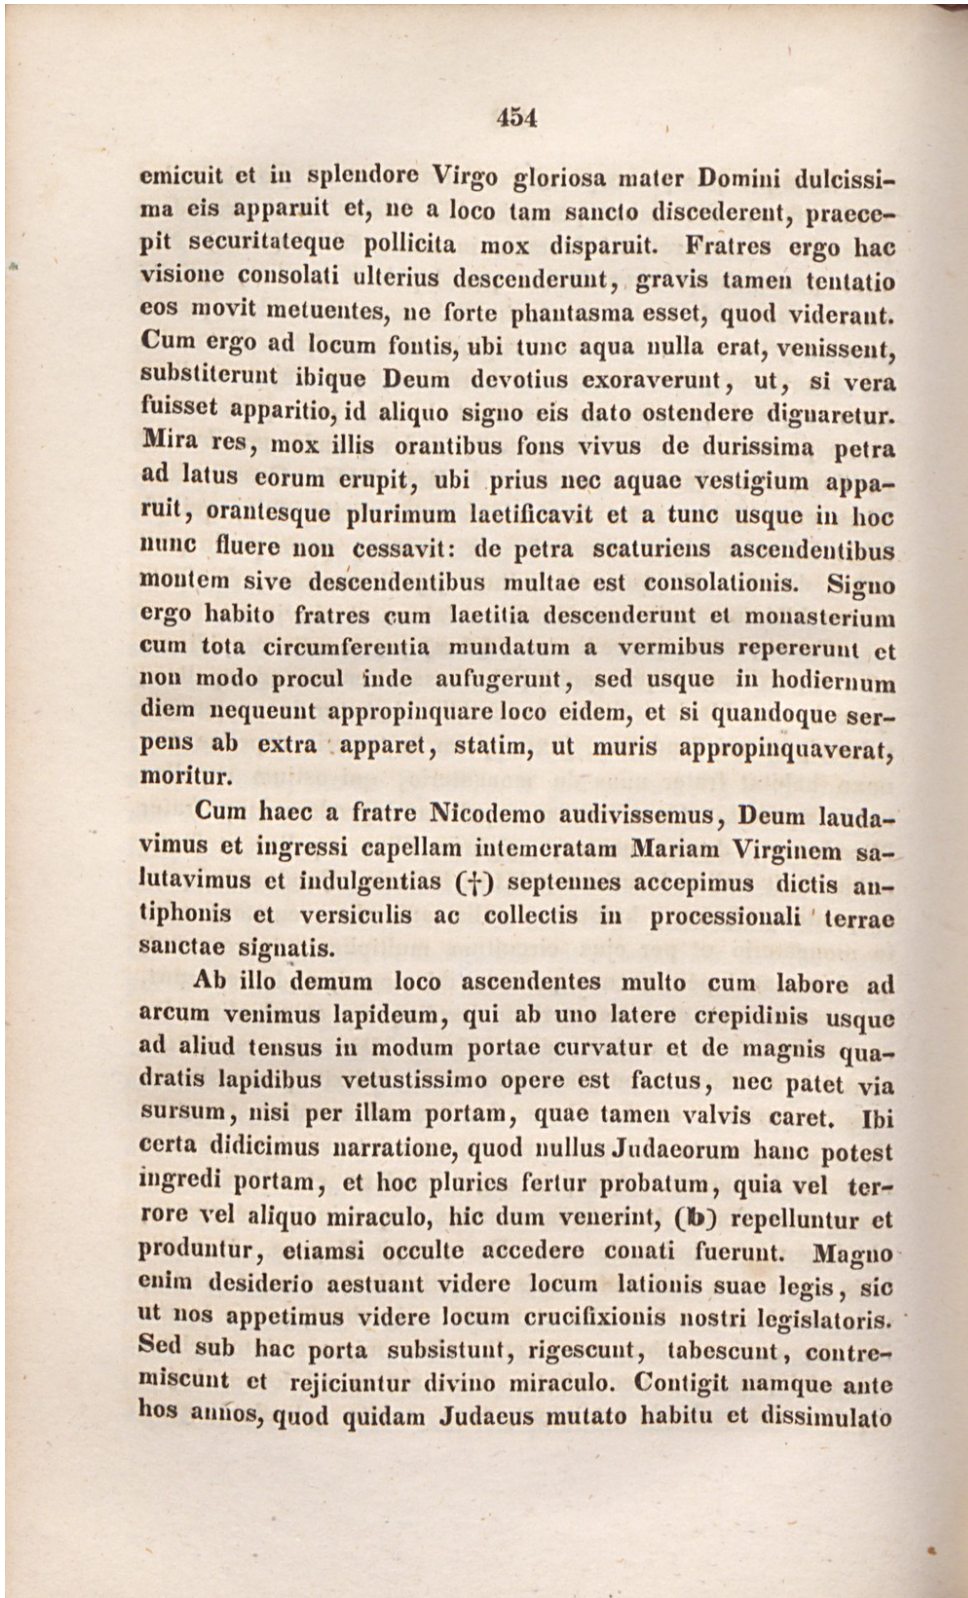 454
emicuit et in splendore Virgo gloriosa mater Domini dulcissi-
ma eis apparuit et, ne a loco tam sancto discederent, praece-
pit securitateque pollicita mox disparuit. Fratres ergo hac
visione consolati ulterius descenderunt, gravis tamen tentatio
eos movit metuentes, ne forte phantasma esset, quod viderant.
Cum ergo ad locum fontis, ubi tunc aqua nulla erat, venissent,
substiterunt ibique Deum devotius exoraverunt, ut, si vera
fuisset apparitio, id aliquo signo eis dato ostendere dignaretur.
Mira res, mox illis orantibus fons vivus de durissima petra
ad latus eorum erupit, ubi prius nec aquae vestigium appa-
ruit, orantesque plurimum laetificavit et a tunc usque in hoc
nunc fluere non cessavit: de petra scaturiens ascendentibus
montem sive descendentibus multae est consolationis. Signo
ergo habito fratres cum laetitia descenderunt et monasterium
cum tota circumferentia mundatum a vermibus repererunt et
non modo procul inde aufugerunt, sed usque in hodiernum
diem nequeunt appropinquare loco eidem, et si quandoque ser-
pens ab extra apparet, statim, ut muris appropinquaverat,
moritur.
Cum haec a fratre Nicodemo audivissemus, Deum lauda-
vimus et ingressi capellam intemeratam Mariam Virginem sa-
lutavimus et indulgentias (†) septennes accepimus dictis an-
tiphonis et versiculis ac collectis in processionali terrae
sanctae signatis.
Ab illo demum loco ascendentes multo cum labore ad
arcum venimus lapideum, qui ab uno latere crepidinis usque
ad aliud tensus in modum portae curvatur et de magnis qua-
dratis lapidibus vetustissimo opere est factus, nec patet via
sursum, nisi per illam portam, quae tamen valvis caret. Ibi
certa didicimus narratione, quod nullus Judaeorum hanc potest
ingredi portam, et hoc pluries fertur probatum, quia vel ter-
rore vel aliquo miraculo, hic dum venerint, (b) repelluntur et
produntur, etiamsi occulte accedere conati fuerunt. Magno
enim desiderio aestuant videre locum lationis suae legis, sic
ut nos appetimus videre locum crucifixionis nostri legislatoris.
Sed sub hac porta subsistunt, rigescunt, tabescunt, contre-
miscunt et rejiciuntur divino miraculo. Contigit namque ante
hos annos, quod quidam Judaeus mutato habitu et dissimulato